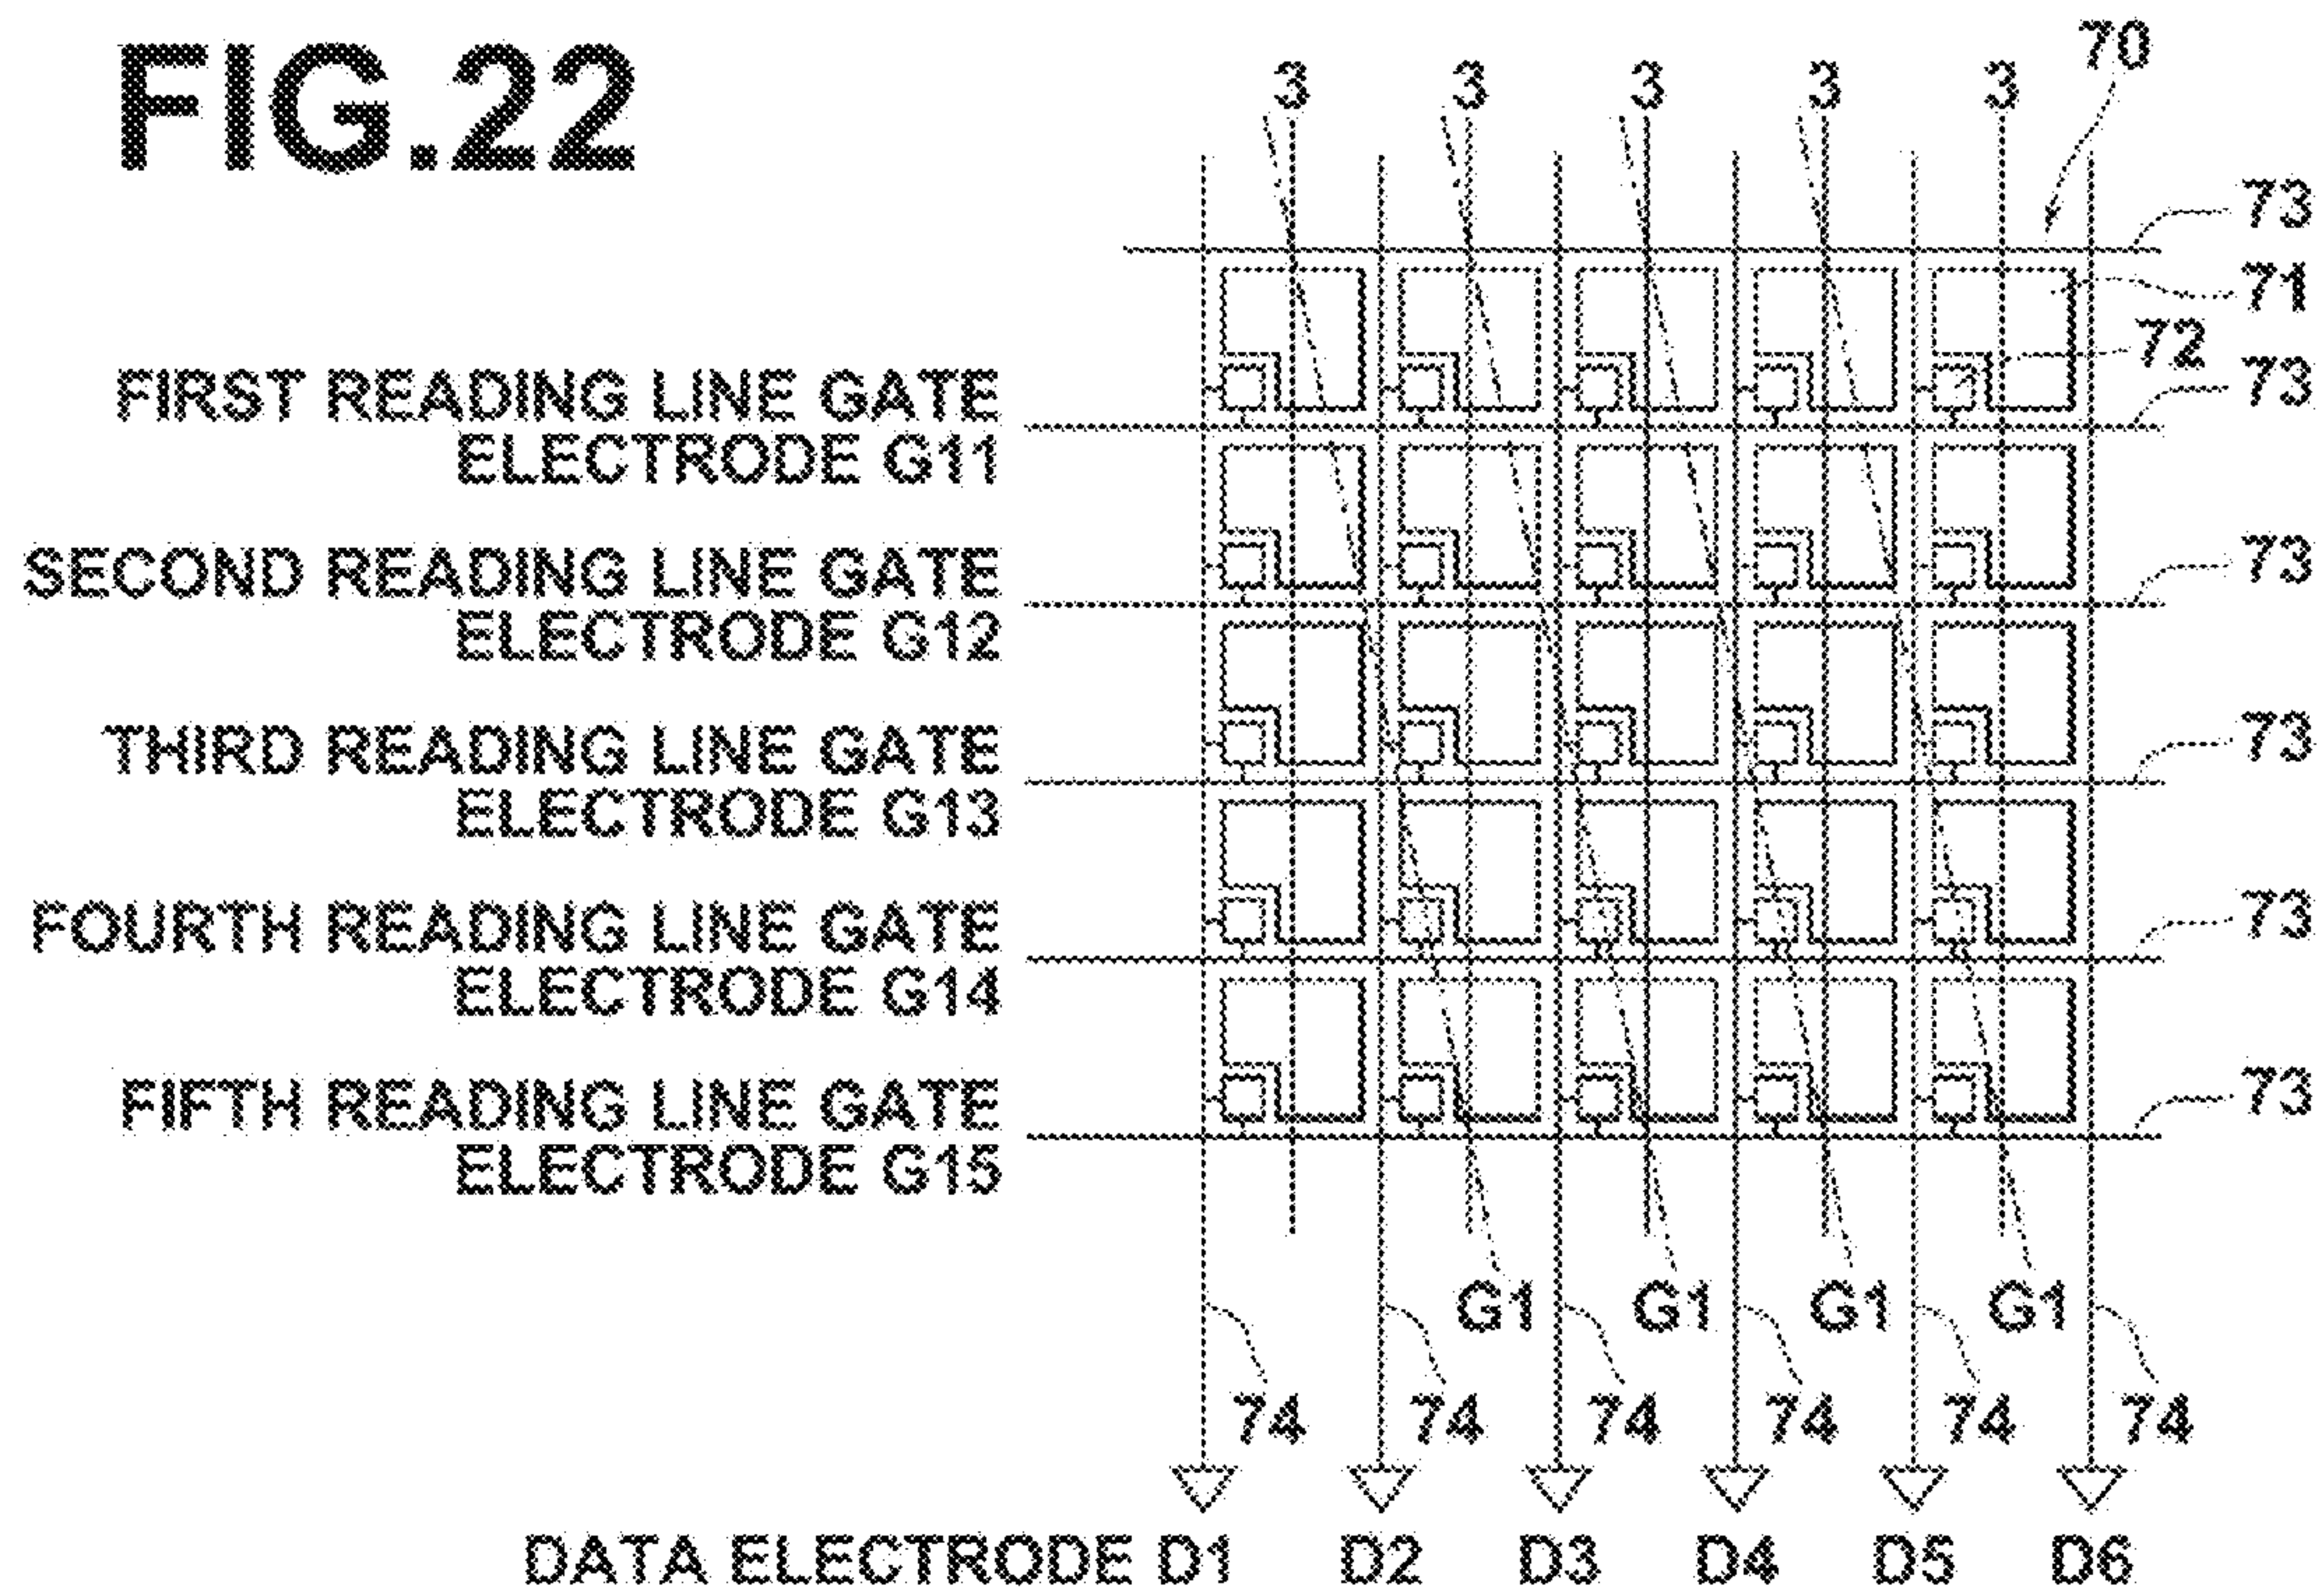 FIG.22
3 3 3 3 3 70
73
71
72
FIRST READING LINE GATE 73
ELECTRODE G11
SECOND READING LINE GATE 73
ELECTRODE G12
THIRD READING LINE GATE 73
ELECTRODE G13
FOURTH READING LINE GATE 73
ELECTRODE G14
FIFTH READING LINE GATE 73
ELECTRODE G15
G1 G1 G1 G1
74 74 74 74 74 74
DATA ELECTRODE D1 D2 D3 D4 D5 D6